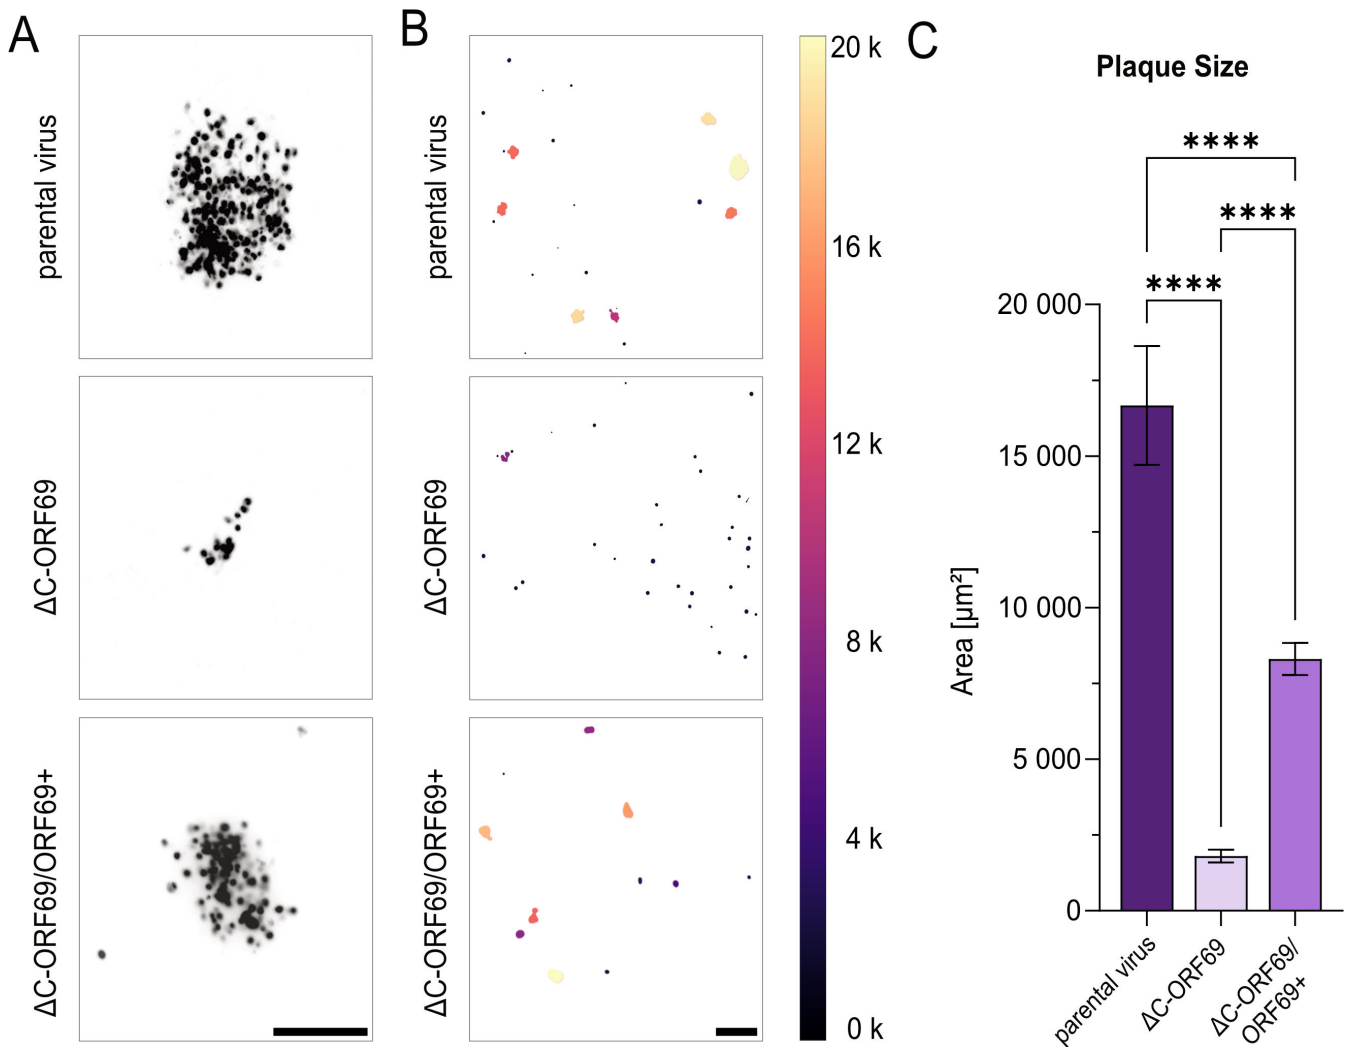 A
parental virus
ΔC-ORF69
ΔC-ORF69/ORF69+
B
parental virus
ΔC-ORF69
ΔC-ORF69/ORF69+
20 k
16 k
12 k
8 k
4 k
0 k
C
Plaque Size
****
****
****
20 000
15 000
10 000
5 000
0
Area [µm²]
parental virus
ΔC-ORF69
ΔC-ORF69/
ORF69+